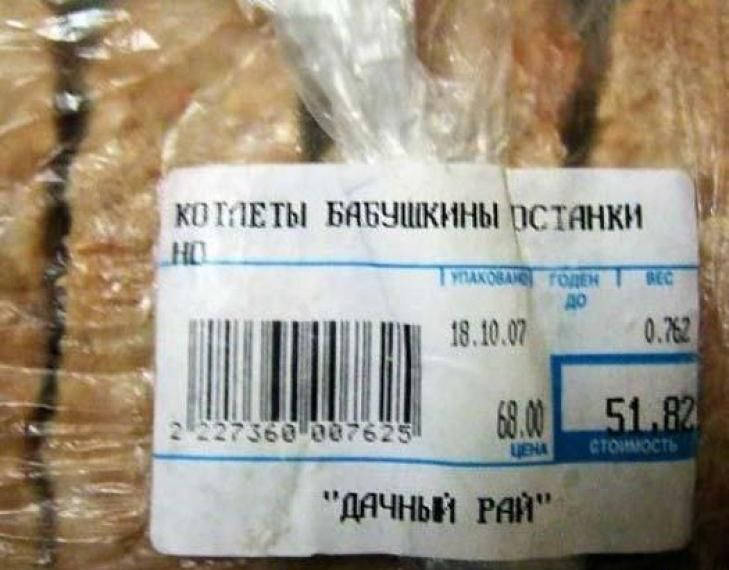 КОТЛЕТЫ БАБУШКИНЫ ОСТАНКИ
НО
УПАКОВАНО ГОДЕН ДО ВЕС
18.10.07 0.762
68.00 51.82
ЦЕНА СТОИМОСТЬ
2 227360 007625
"ДАЧНЫЙ РАЙ"